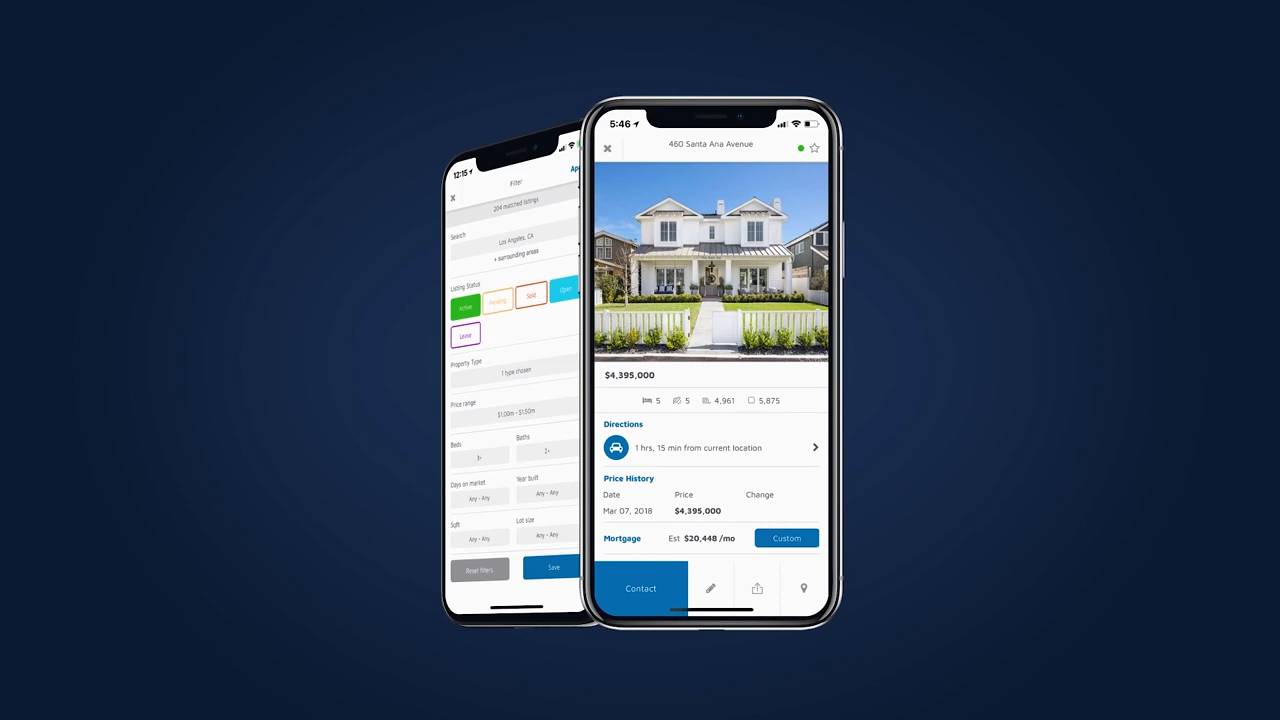 12:15
Filter
204 matched listings
Search
Los Angeles, CA
+ surrounding areas
Listing Status
Active
Pending
Sold
Open
Lease
Property Type
1 type chosen
Price range
$1.00m - $1.50m
Beds
Baths
3+
2+
Days on market
Year built
Any - Any
Any - Any
Sqft
Lot size
Any - Any
Any - Any
Reset filters
Save
5:46
460 Santa Ana Avenue
$4,395,000
5 5 4,961 5,875
Directions
1 hrs, 15 min from current location
Price History
Date Price Change
Mar 07, 2018 $4,395,000
Mortgage Est $20,448 /mo Custom
Contact